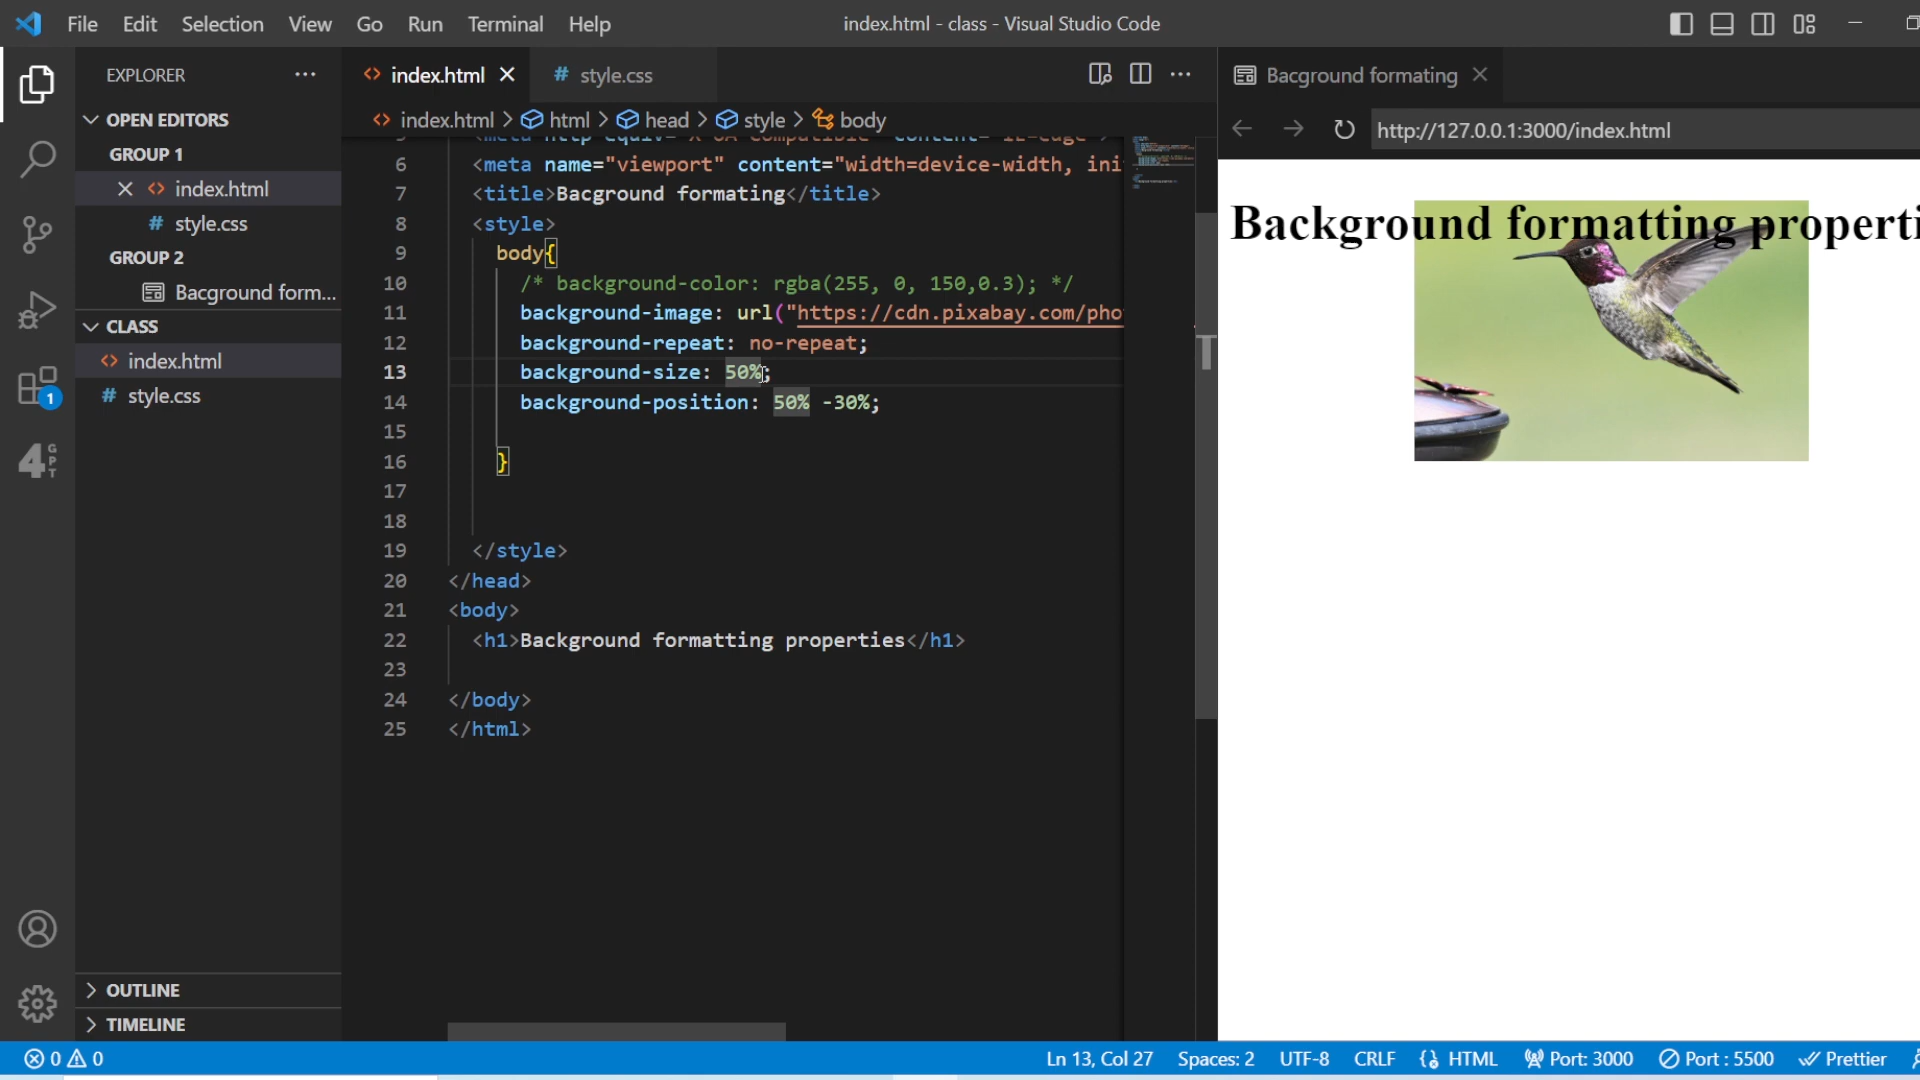 File Edit Selection View Go Run Terminal Help
index.html - class - Visual Studio Code
EXPLORER
OPEN EDITORS
GROUP 1
index.html
# style.css
GROUP 2
Bacground form...
CLASS
index.html
# style.css
1
4 GPT
OUTLINE
TIMELINE
index.html
# style.css
index.html > html > head > style > body
6 <meta name="viewport" content="width=device-width, ini
7 <title>Bacground formating</title>
8 <style>
9 body{
10 /* background-color: rgba(255, 0, 150,0.3); */
11 background-image: url("https://cdn.pixabay.com/pho
12 background-repeat: no-repeat;
13 background-size: 50%;
14 background-position: 50% -30%;
15
16 }
17
18
19 </style>
20 </head>
21 <body>
22 <h1>Background formatting properties</h1>
23
24 </body>
25 </html>
Bacground formating
http://127.0.0.1:3000/index.html
Background formatting properti
0 0
Ln 13, Col 27 Spaces: 2 UTF-8 CRLF HTML Port: 3000 Port : 5500 Prettier